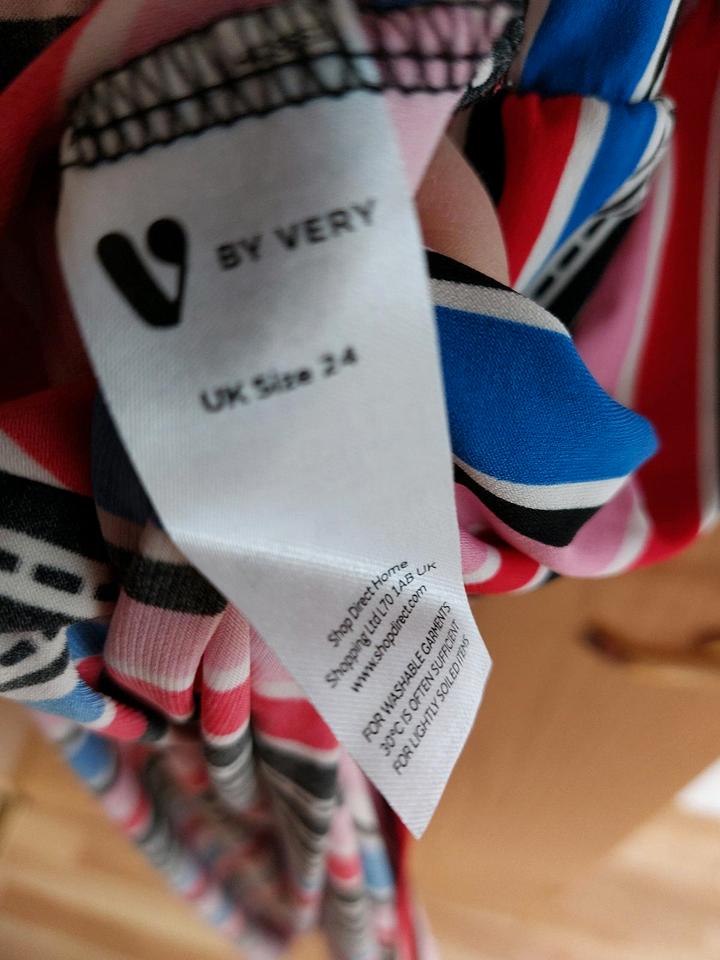 V BY VERY
UK Size 24
Shop Direct Home
Shopping Ltd L70 1AB UK
www.shopdirect.com
FOR WASHABLE GARMENTS
30°C IS OFTEN SUFFICIENT
FOR LIGHTLY SOILED ITEMS